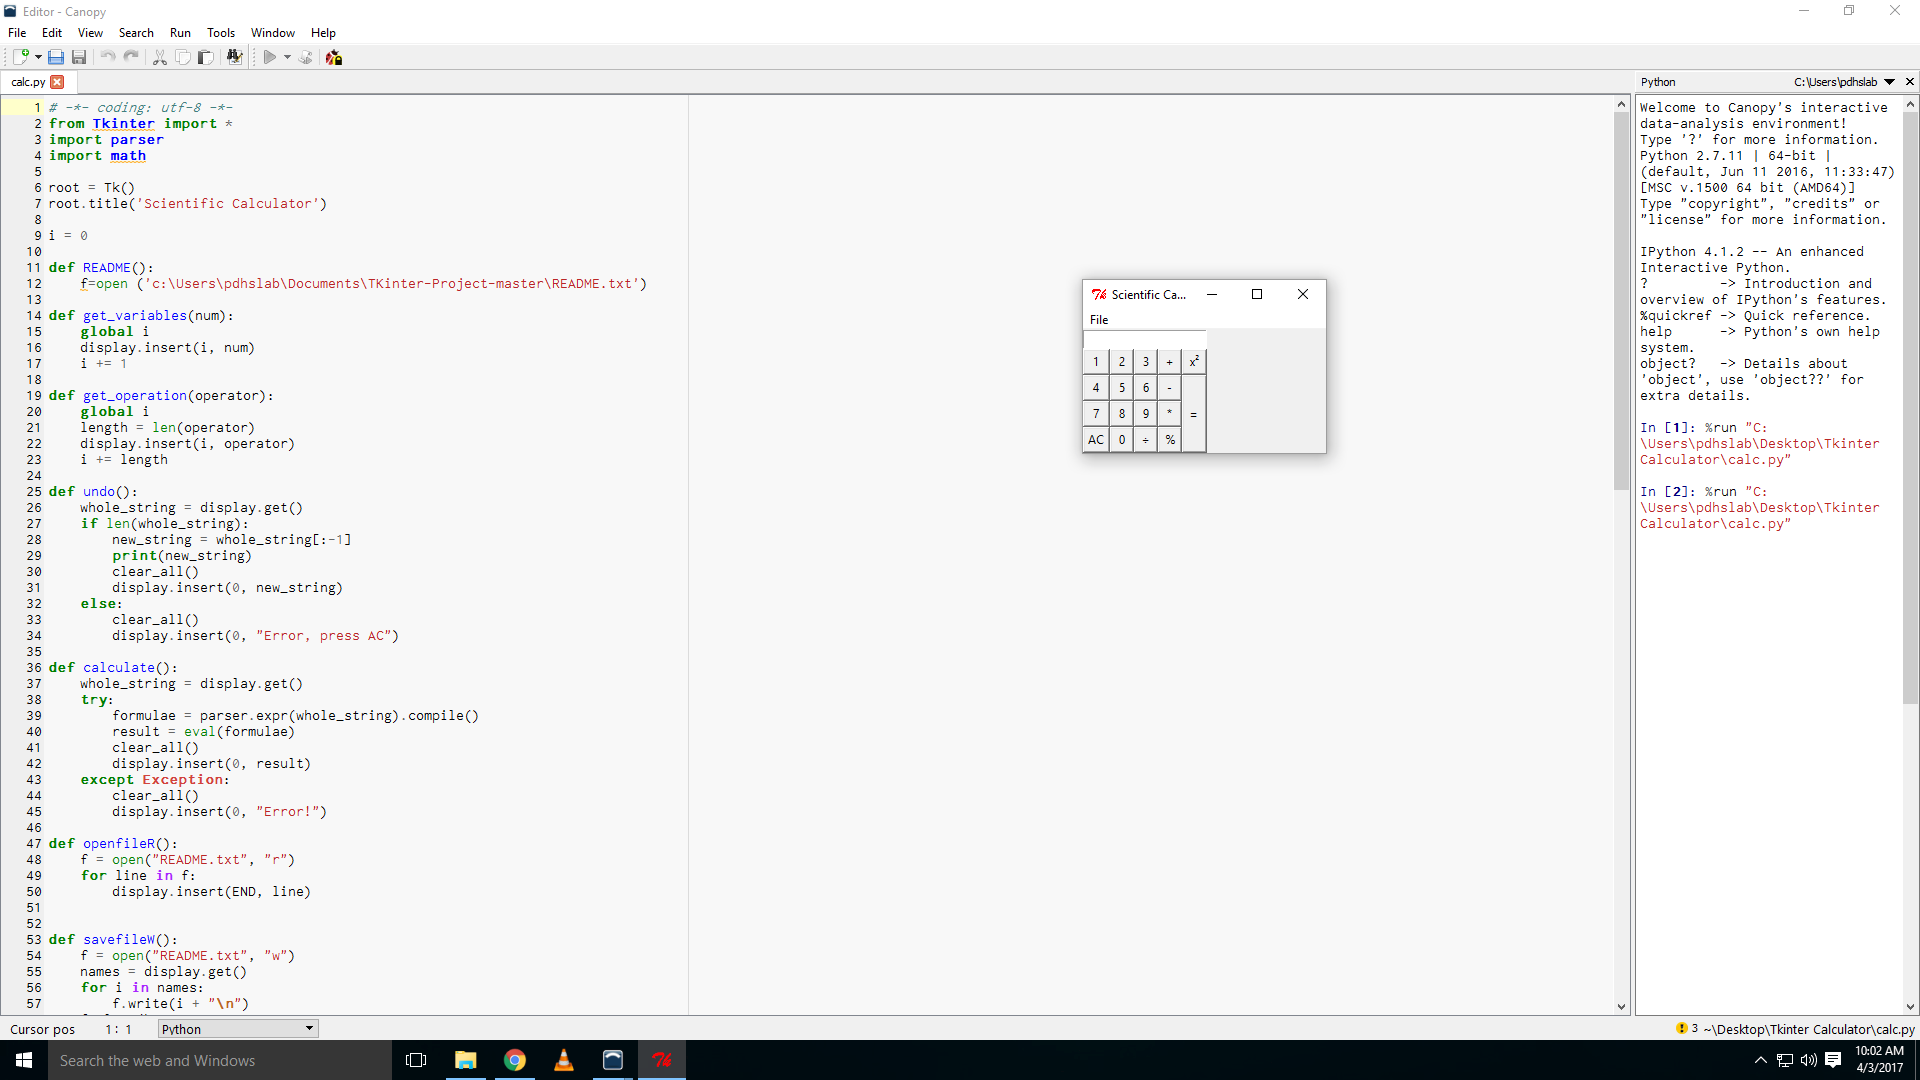 Editor - Canopy
File Edit View Search Run Tools Window Help
calc.py
1 # -*- coding: utf-8 -*-
2 from Tkinter import *
3 import parser
4 import math
5
6 root = Tk()
7 root.title('Scientific Calculator')
8
9 i = 0
10
11 def README():
12     f=open ('c:\Users\pdhslab\Documents\TKinter-Project-master\README.txt')
13
14 def get_variables(num):
15     global i
16     display.insert(i, num)
17     i += 1
18
19 def get_operation(operator):
20     global i
21     length = len(operator)
22     display.insert(i, operator)
23     i += length
24
25 def undo():
26     whole_string = display.get()
27     if len(whole_string):
28         new_string = whole_string[:-1]
29         print(new_string)
30         clear_all()
31         display.insert(0, new_string)
32     else:
33         clear_all()
34         display.insert(0, "Error, press AC")
35
36 def calculate():
37     whole_string = display.get()
38     try:
39         formulae = parser.expr(whole_string).compile()
40         result = eval(formulae)
41         clear_all()
42         display.insert(0, result)
43     except Exception:
44         clear_all()
45         display.insert(0, "Error!")
46
47 def openfileR():
48     f = open("README.txt", "r")
49     for line in f:
50         display.insert(END, line)
51
52
53 def savefileW():
54     f = open("README.txt", "w")
55     names = display.get()
56     for i in names:
57         f.write(i + "\n")
Scientific Ca...
File
1 2 3 + x²
4 5 6 -
7 8 9 * =
AC 0 ÷ %
Python C:\Users\pdhslab
Welcome to Canopy's interactive
data-analysis environment!
Type '?' for more information.
Python 2.7.11 | 64-bit |
(default, Jun 11 2016, 11:33:47)
[MSC v.1500 64 bit (AMD64)]
Type "copyright", "credits" or
"license" for more information.
IPython 4.1.2 -- An enhanced
Interactive Python.
?         -> Introduction and
overview of IPython's features.
%quickref -> Quick reference.
help      -> Python's own help
system.
object?   -> Details about
'object', use 'object??' for
extra details.
In [1]: %run "C:
\Users\pdhslab\Desktop\Tkinter
Calculator\calc.py"
In [2]: %run "C:
\Users\pdhslab\Desktop\Tkinter
Calculator\calc.py"
Cursor pos 1: 1 Python
3 ~\Desktop\Tkinter Calculator\calc.py
Search the web and Windows
10:02 AM
4/3/2017